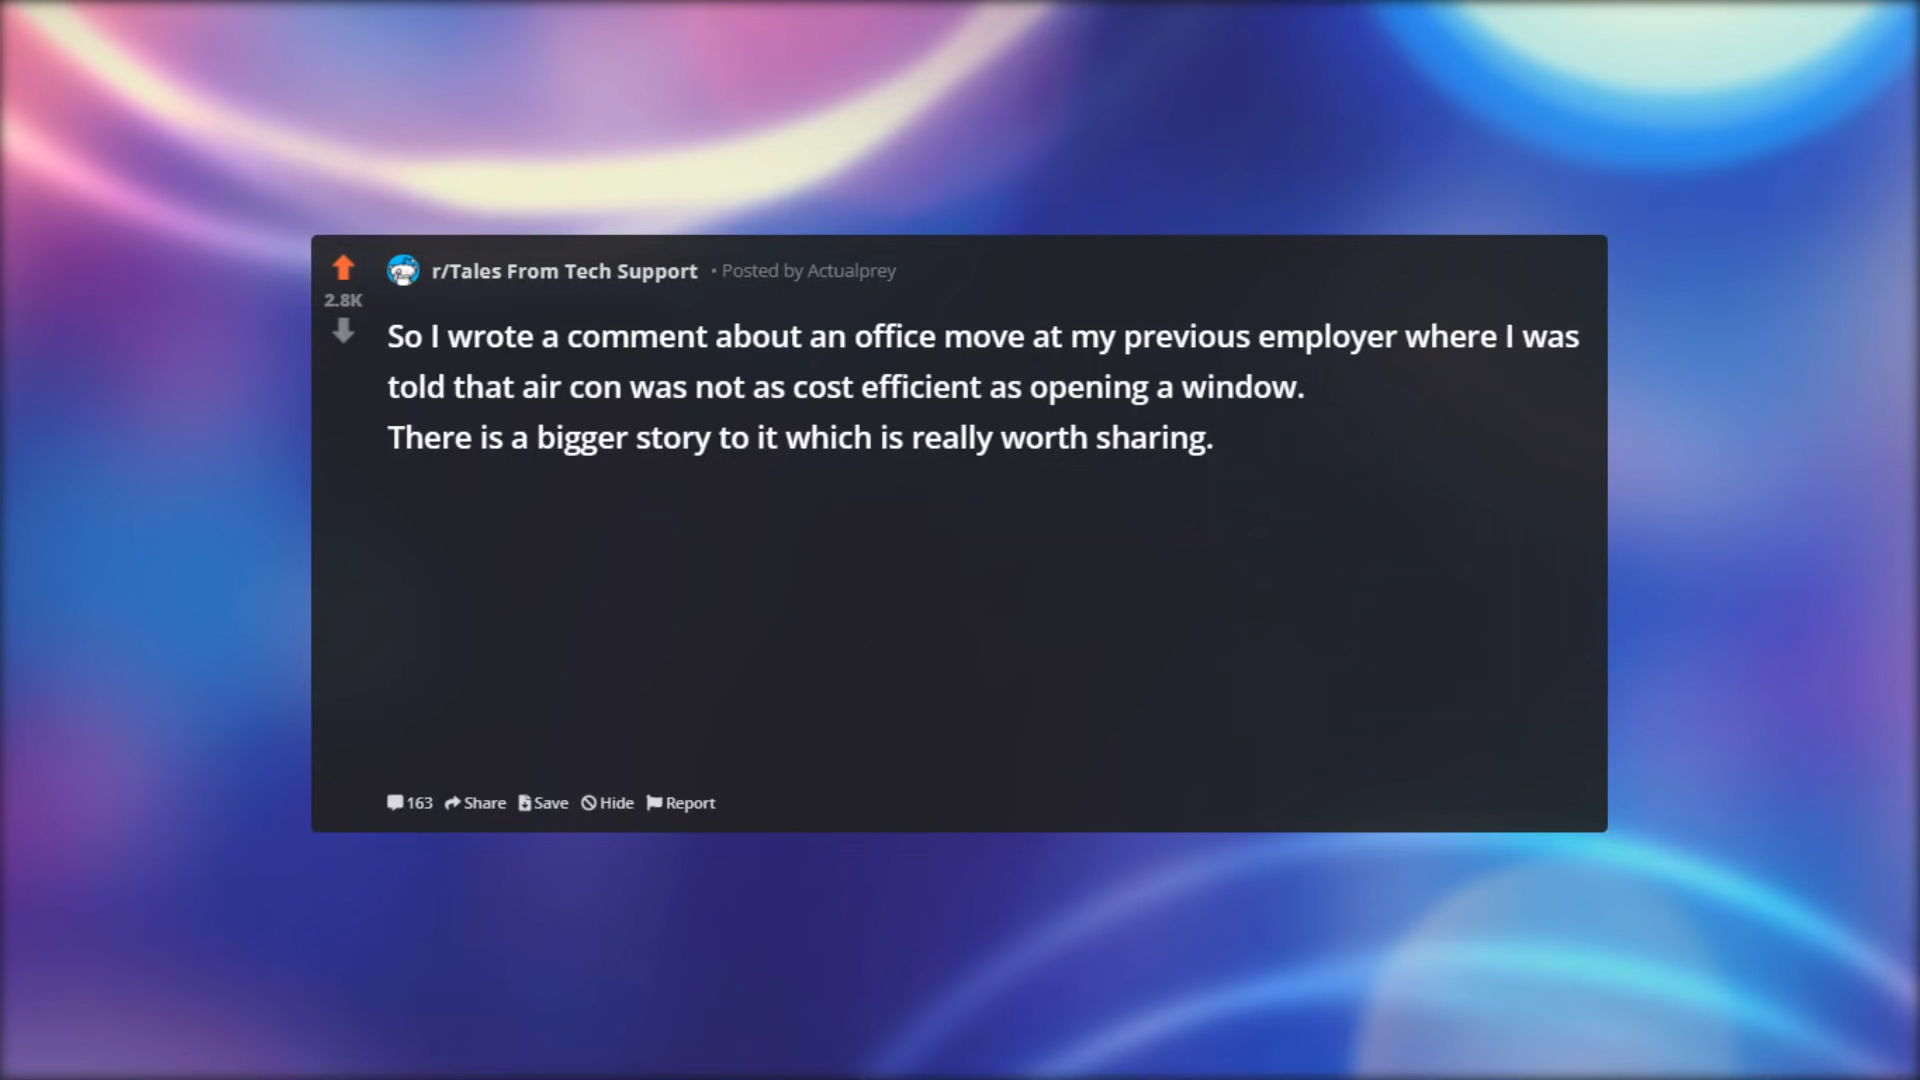 r/Tales From Tech Support • Posted by Actualprey
2.8K
So I wrote a comment about an office move at my previous employer where I was
told that air con was not as cost efficient as opening a window.
There is a bigger story to it which is really worth sharing.
163 Share Save Hide Report